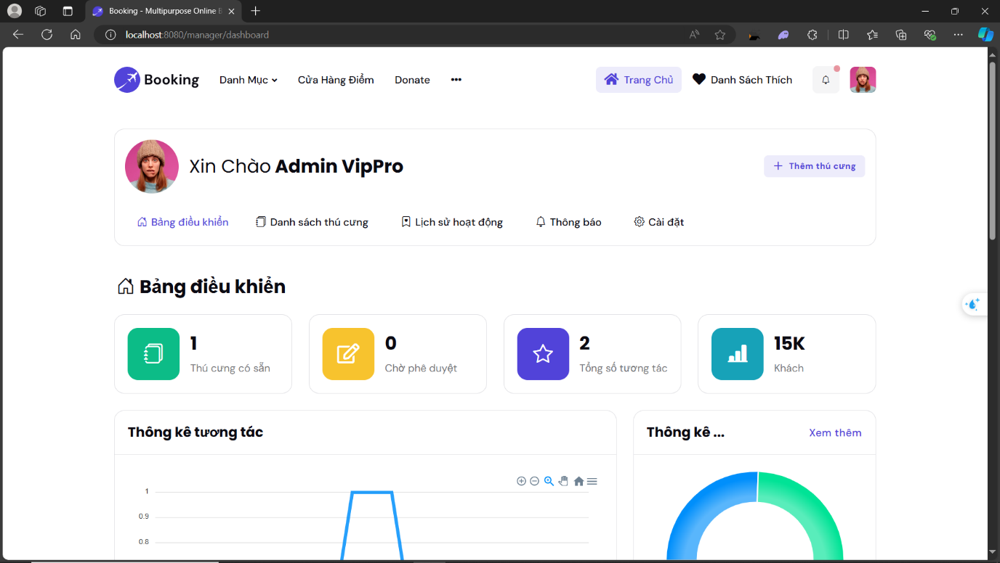 Booking - Multipurpose Online B
localhost:8080/manager/dashboard
Booking
Danh Mục
Cửa Hàng Điểm
Donate
•••
Trang Chủ
Danh Sách Thích
Xin Chào Admin VipPro
+ Thêm thú cưng
Bảng điều khiển
Danh sách thú cưng
Lịch sử hoạt động
Thông báo
Cài đặt
Bảng điều khiển
1
Thú cưng có sẵn
0
Chờ phê duyệt
2
Tổng số tương tác
15K
Khách
Thông kê tương tác
Thông kê ...
Xem thêm
1
0.9
0.8